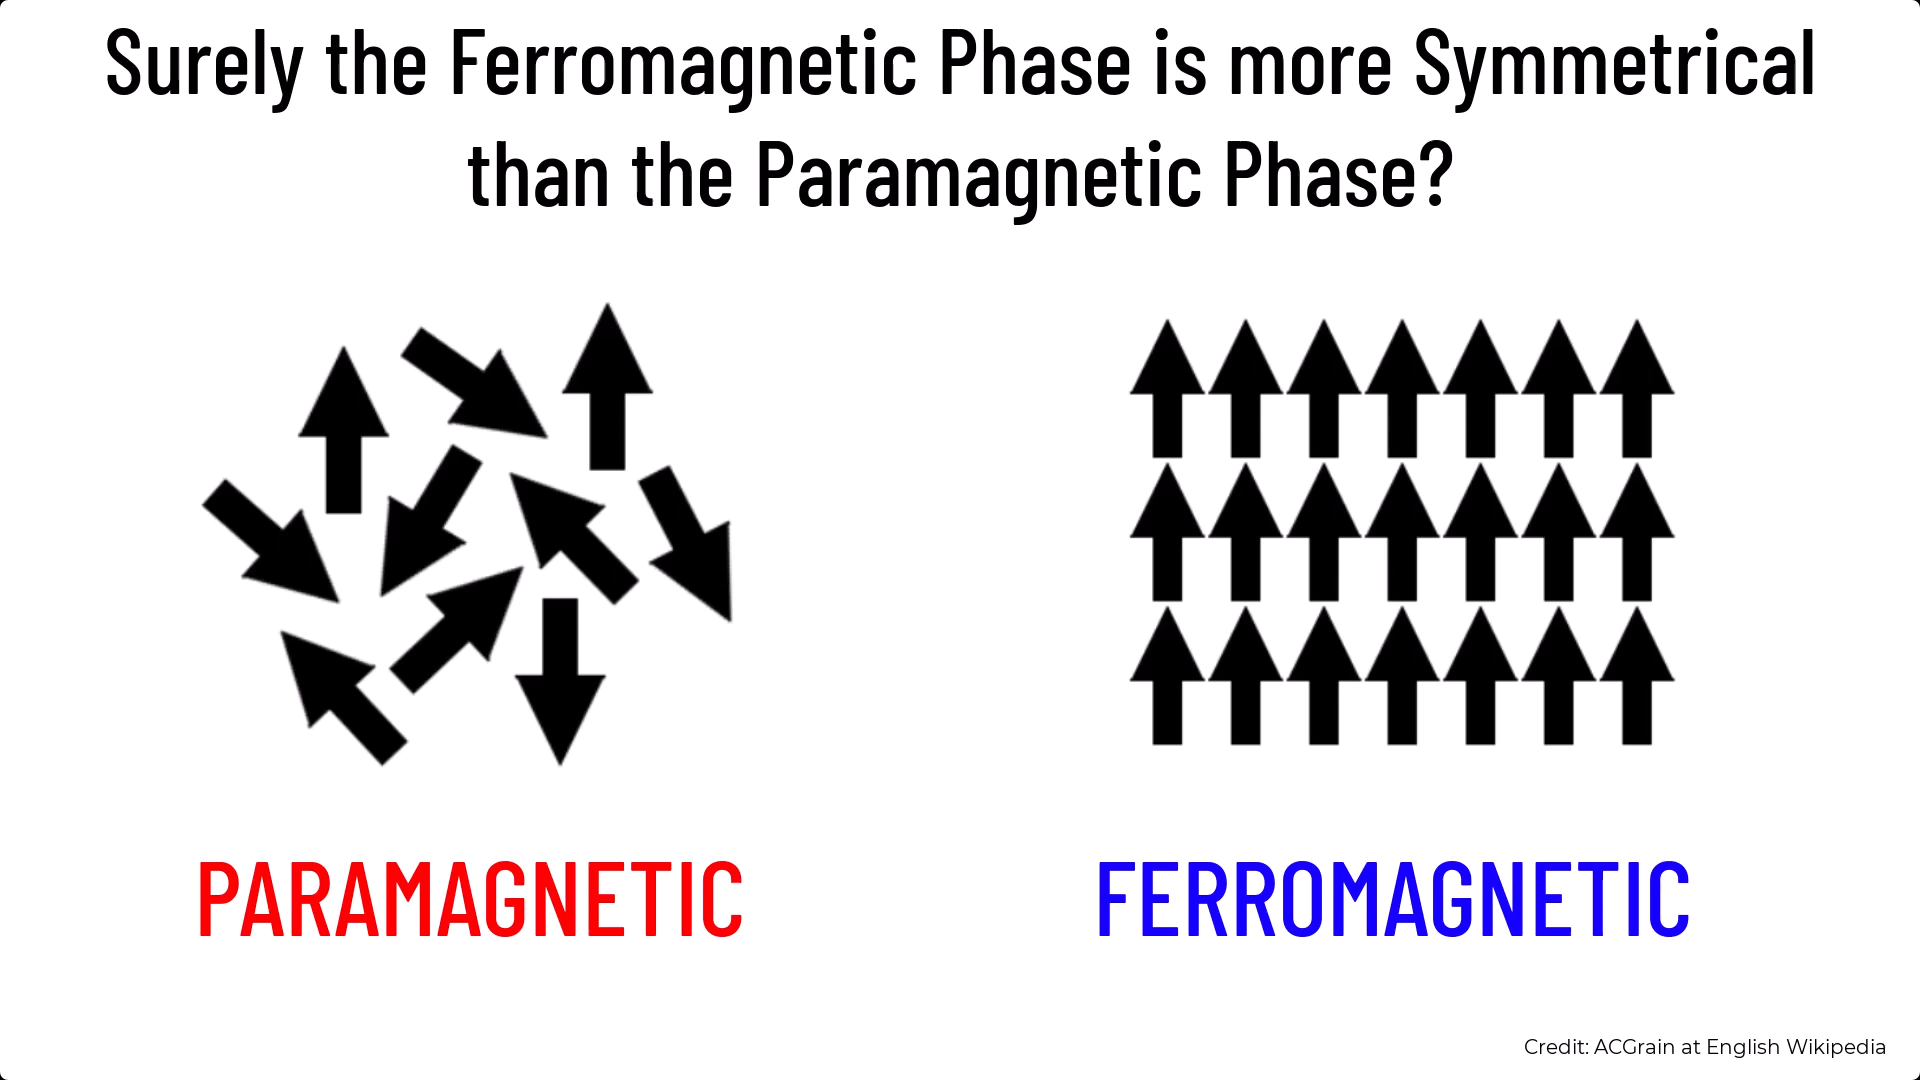 Surely the Ferromagnetic Phase is more Symmetrical
than the Paramagnetic Phase?
PARAMAGNETIC
FERROMAGNETIC
Credit: ACGrain at English Wikipedia